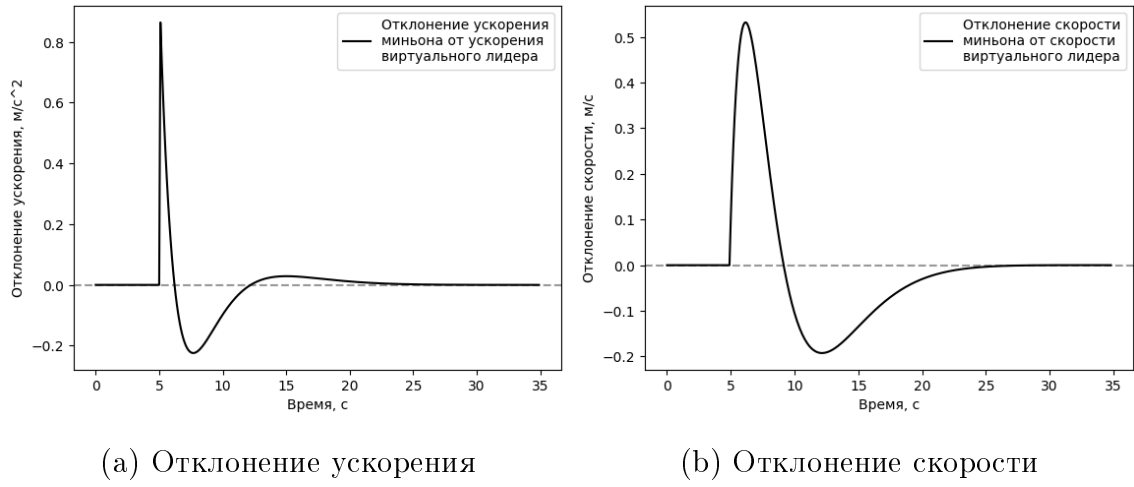 Отклонение ускорения, м/с^2
0.8
0.6
0.4
0.2
0.0
−0.2
0 5 10 15 20 25 30 35
Время, с
Отклонение ускорения
миньона от ускорения
виртуального лидера
(a) Отклонение ускорения
Отклонение скорости, м/с
0.5
0.4
0.3
0.2
0.1
0.0
−0.1
−0.2
0 5 10 15 20 25 30 35
Время, с
Отклонение скорости
миньона от скорости
виртуального лидера
(b) Отклонение скорости